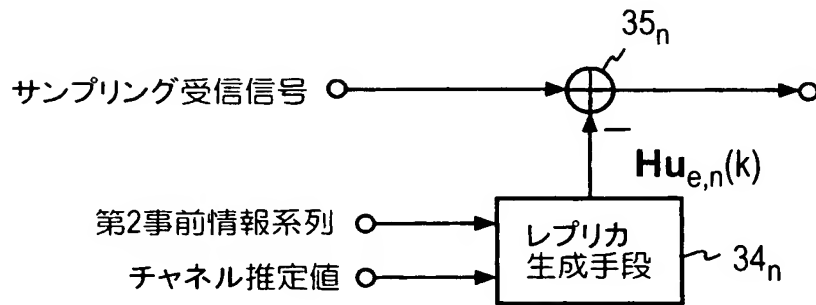 35n
サンプリング受信信号
−
Hue,n(k)
第2事前情報系列
レプリカ
生成手段
チャネル推定値
34n